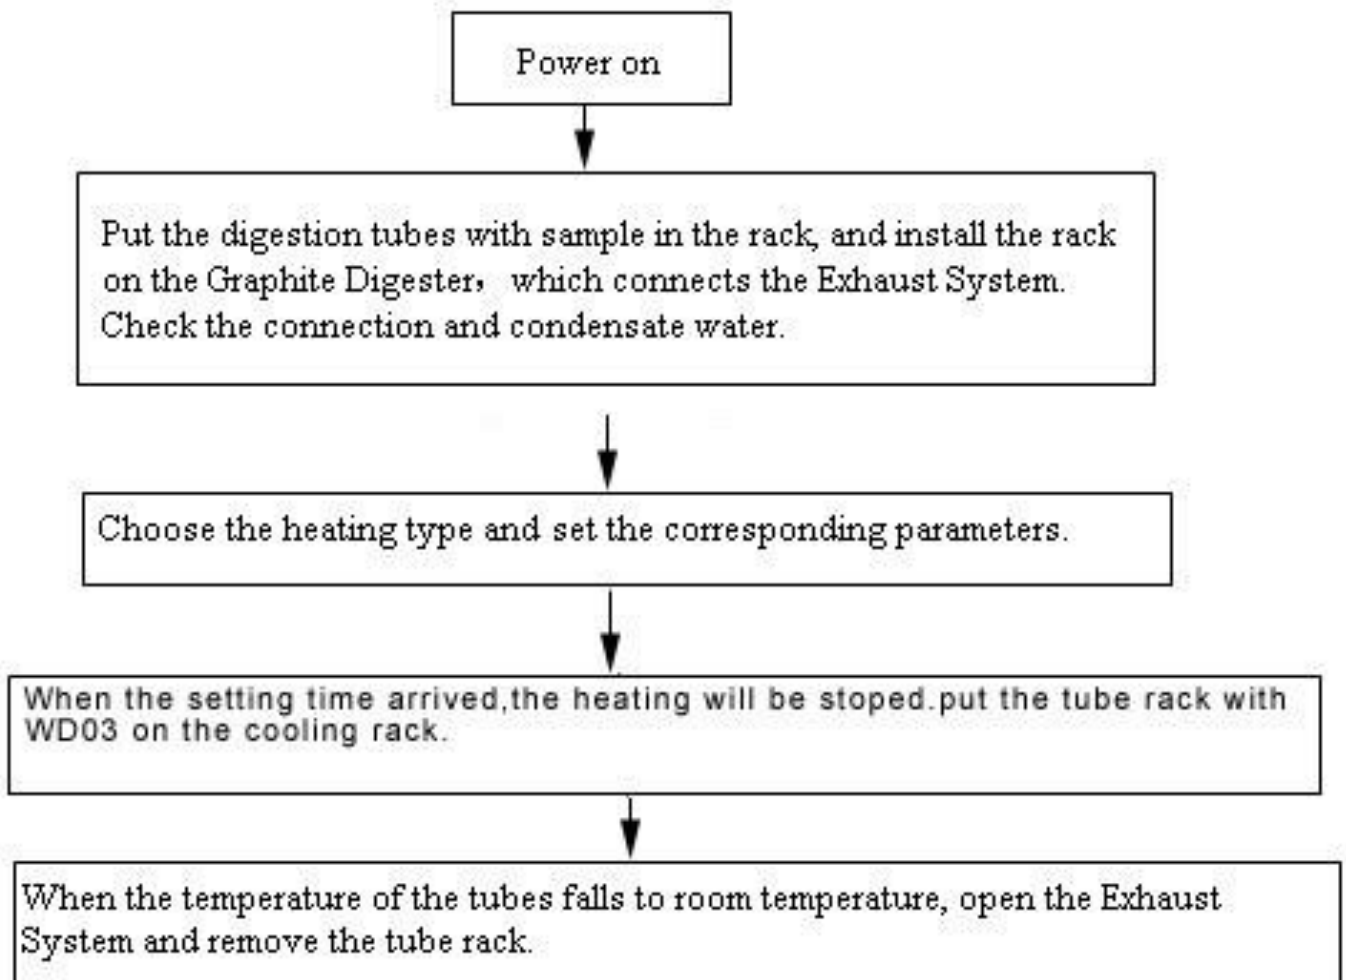 Power on
Put the digestion tubes with sample in the rack, and install the rack
on the Graphite Digester， which connects the Exhaust System.
Check the connection and condensate water.
Choose the heating type and set the corresponding parameters.
When the setting time arrived,the heating will be stoped.put the tube rack with
WD03 on the cooling rack.
When the temperature of the tubes falls to room temperature, open the Exhaust
System and remove the tube rack.